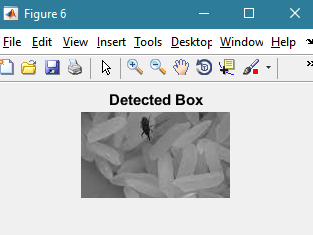 Figure 6
File Edit View Insert Tools Desktop Window Help
Detected Box